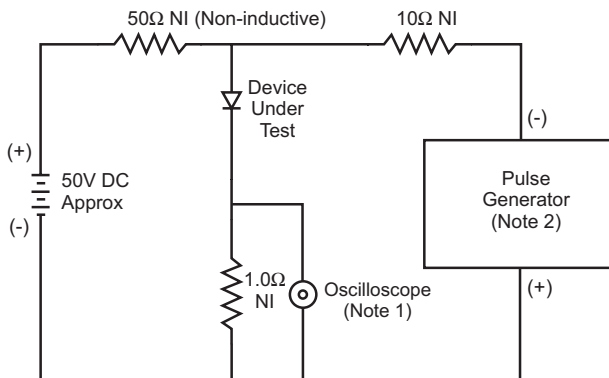 50Ω NI (Non-inductive)
10Ω NI
Device
Under
Test
(+)
50V DC
Approx
(-)
(-)
Pulse
Generator
(Note 2)
(+)
1.0Ω
NI
Oscilloscope
(Note 1)